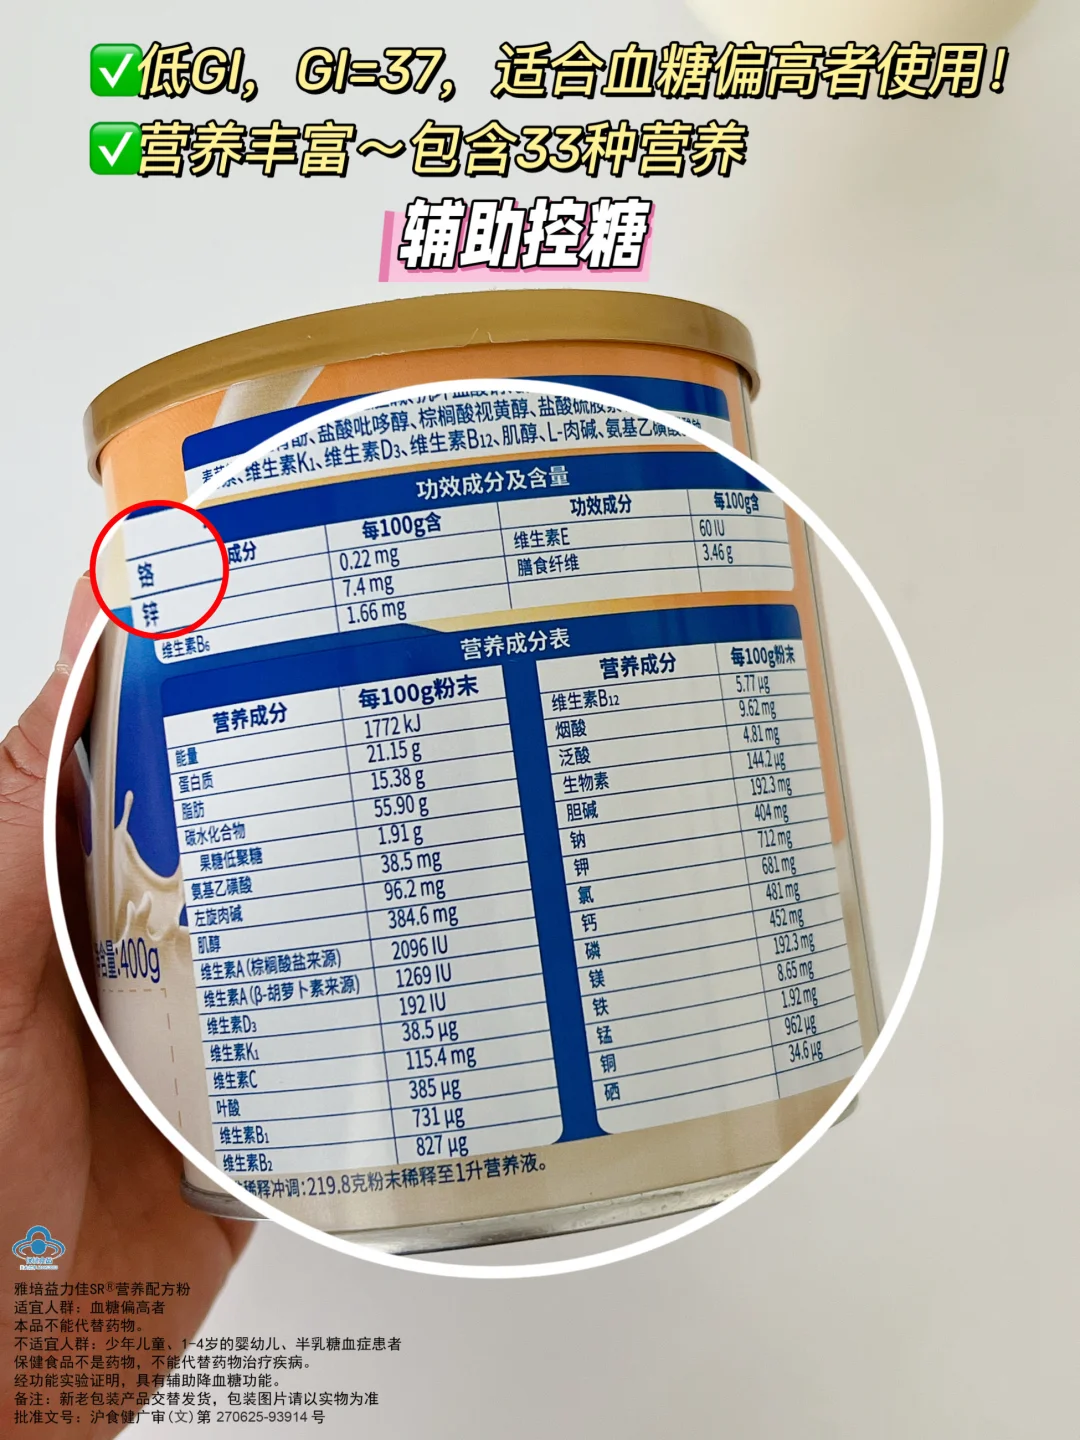 ✅低GI，GI=37，适合血糖偏高者使用！
✅营养丰富～包含33种营养
辅助控糖
盐酸吡哆醇、棕榈酸视黄醇、盐酸硫胺素
维生素K₁、维生素D₃、维生素B₁₂、肌醇、L-肉碱、氨基乙磺酸
功效成分及含量
成分 每100g含 功效成分 每100g含
铬 0.22 mg 维生素E 60 IU
锌 7.4 mg 膳食纤维 3.46 g
维生素B₆ 1.66 mg
营养成分表
营养成分 每100g粉末
能量 1772 kJ
蛋白质 21.15 g
脂肪 15.38 g
碳水化合物 55.90 g
果糖低聚糖 1.91 g
氨基乙磺酸 38.5 mg
左旋肉碱 96.2 mg
肌醇 384.6 mg
维生素A（棕榈酸盐来源） 2096 IU
维生素A（β-胡萝卜素来源） 1269 IU
维生素D₃ 192 IU
维生素K₁ 38.5 μg
维生素C 115.4 mg
叶酸 385 μg
维生素B₁ 731 μg
维生素B₂ 827 μg
营养成分 每100g粉末
维生素B₁₂ 5.77 μg
烟酸 9.62 mg
泛酸 4.81 mg
生物素 144.2 μg
胆碱 192.3 mg
钠 404 mg
钾 712 mg
氯 681 mg
钙 481 mg
磷 452 mg
镁 192.3 mg
铁 8.65 mg
锰 1.92 mg
铜 962 μg
硒 34.6 μg
稀释冲调:219.8克粉末稀释至1升营养液。
含量:400g
保健食品
雅培益力佳SR®营养配方粉
适宜人群：血糖偏高者
本品不能代替药物。
不适宜人群：少年儿童、1-4岁的婴幼儿、半乳糖血症患者
保健食品不是药物，不能代替药物治疗疾病。
经功能实验证明，具有辅助降血糖功能。
备注：新老包装产品交替发货，包装图片请以实物为准
批准文号：沪食健广审(文)第 270625-93914号